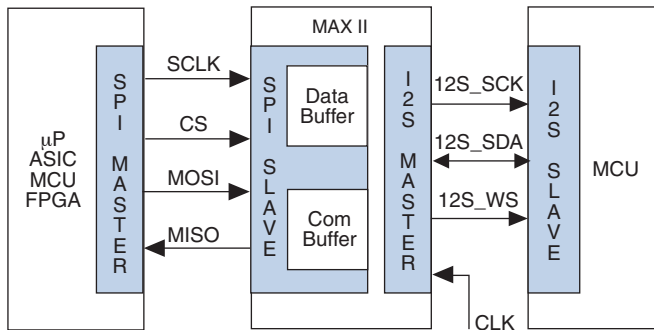 MAX II
μP
ASIC
MCU
FPGA
SPI MASTER
SCLK
CS
MOSI
MISO
SPI SLAVE
Data
Buffer
Com
Buffer
I2S MASTER
12S_SCK
12S_SDA
12S_WS
CLK
I2S SLAVE
MCU